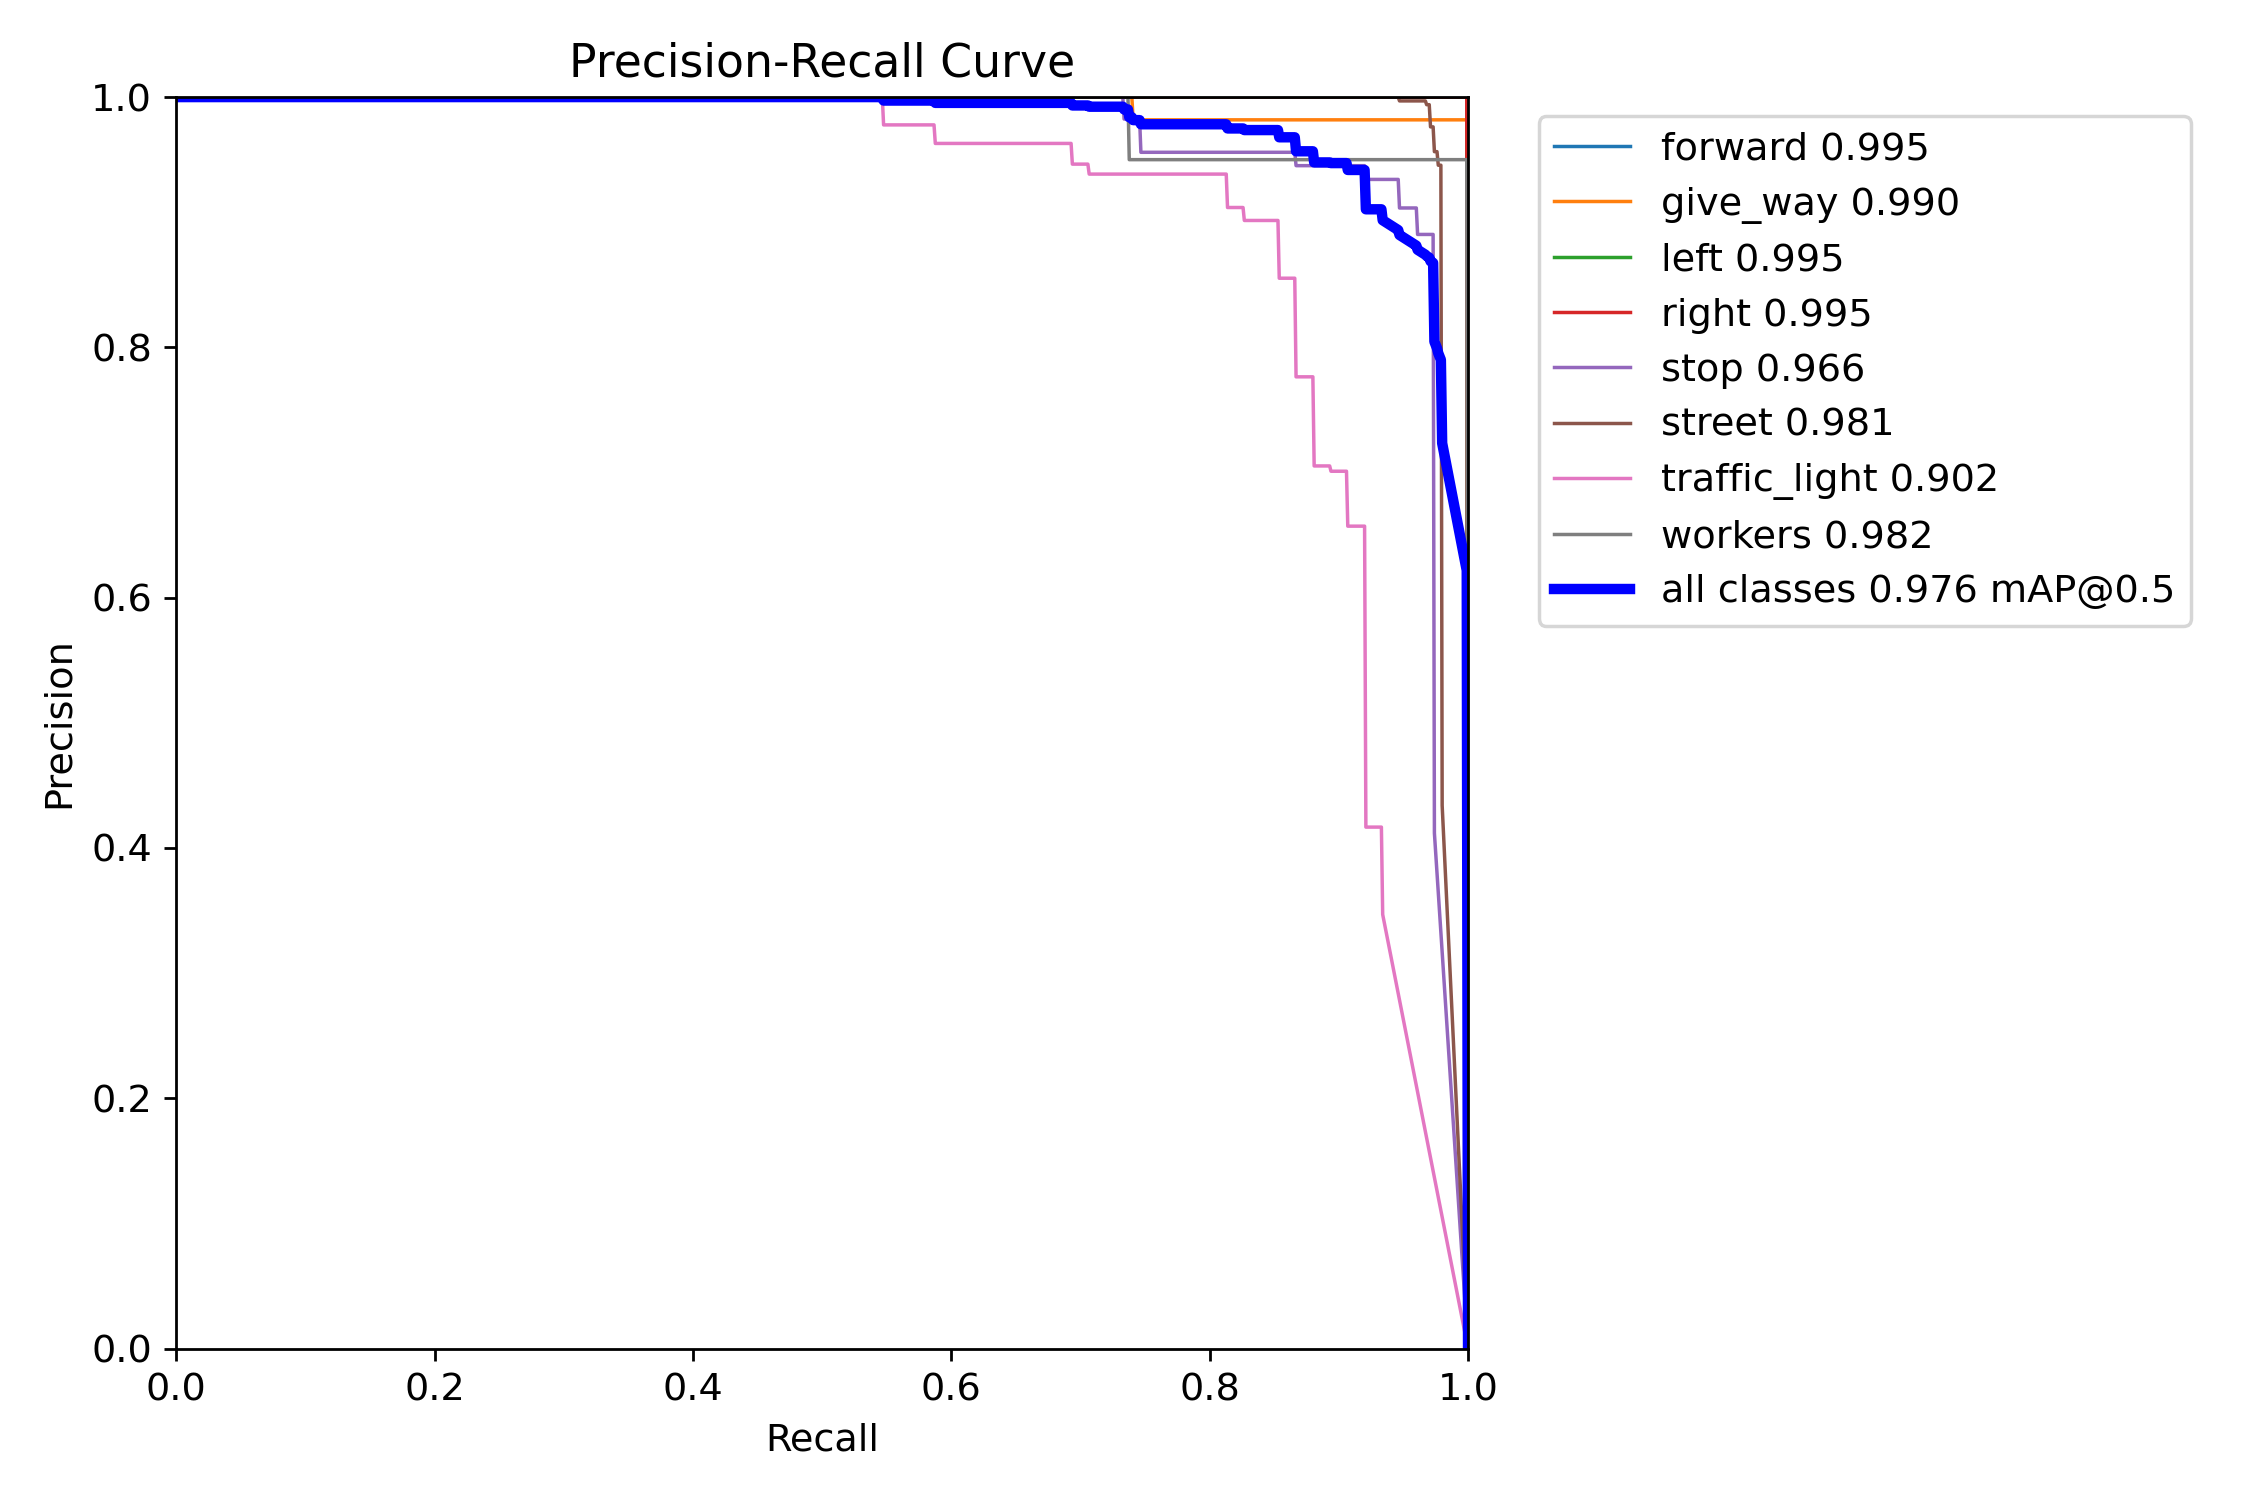 Precision-Recall Curve
1.0
0.8
0.6
0.4
0.2
0.0
Precision
0.0 0.2 0.4 0.6 0.8 1.0
Recall
forward 0.995
give_way 0.990
left 0.995
right 0.995
stop 0.966
street 0.981
traffic_light 0.902
workers 0.982
all classes 0.976 mAP@0.5